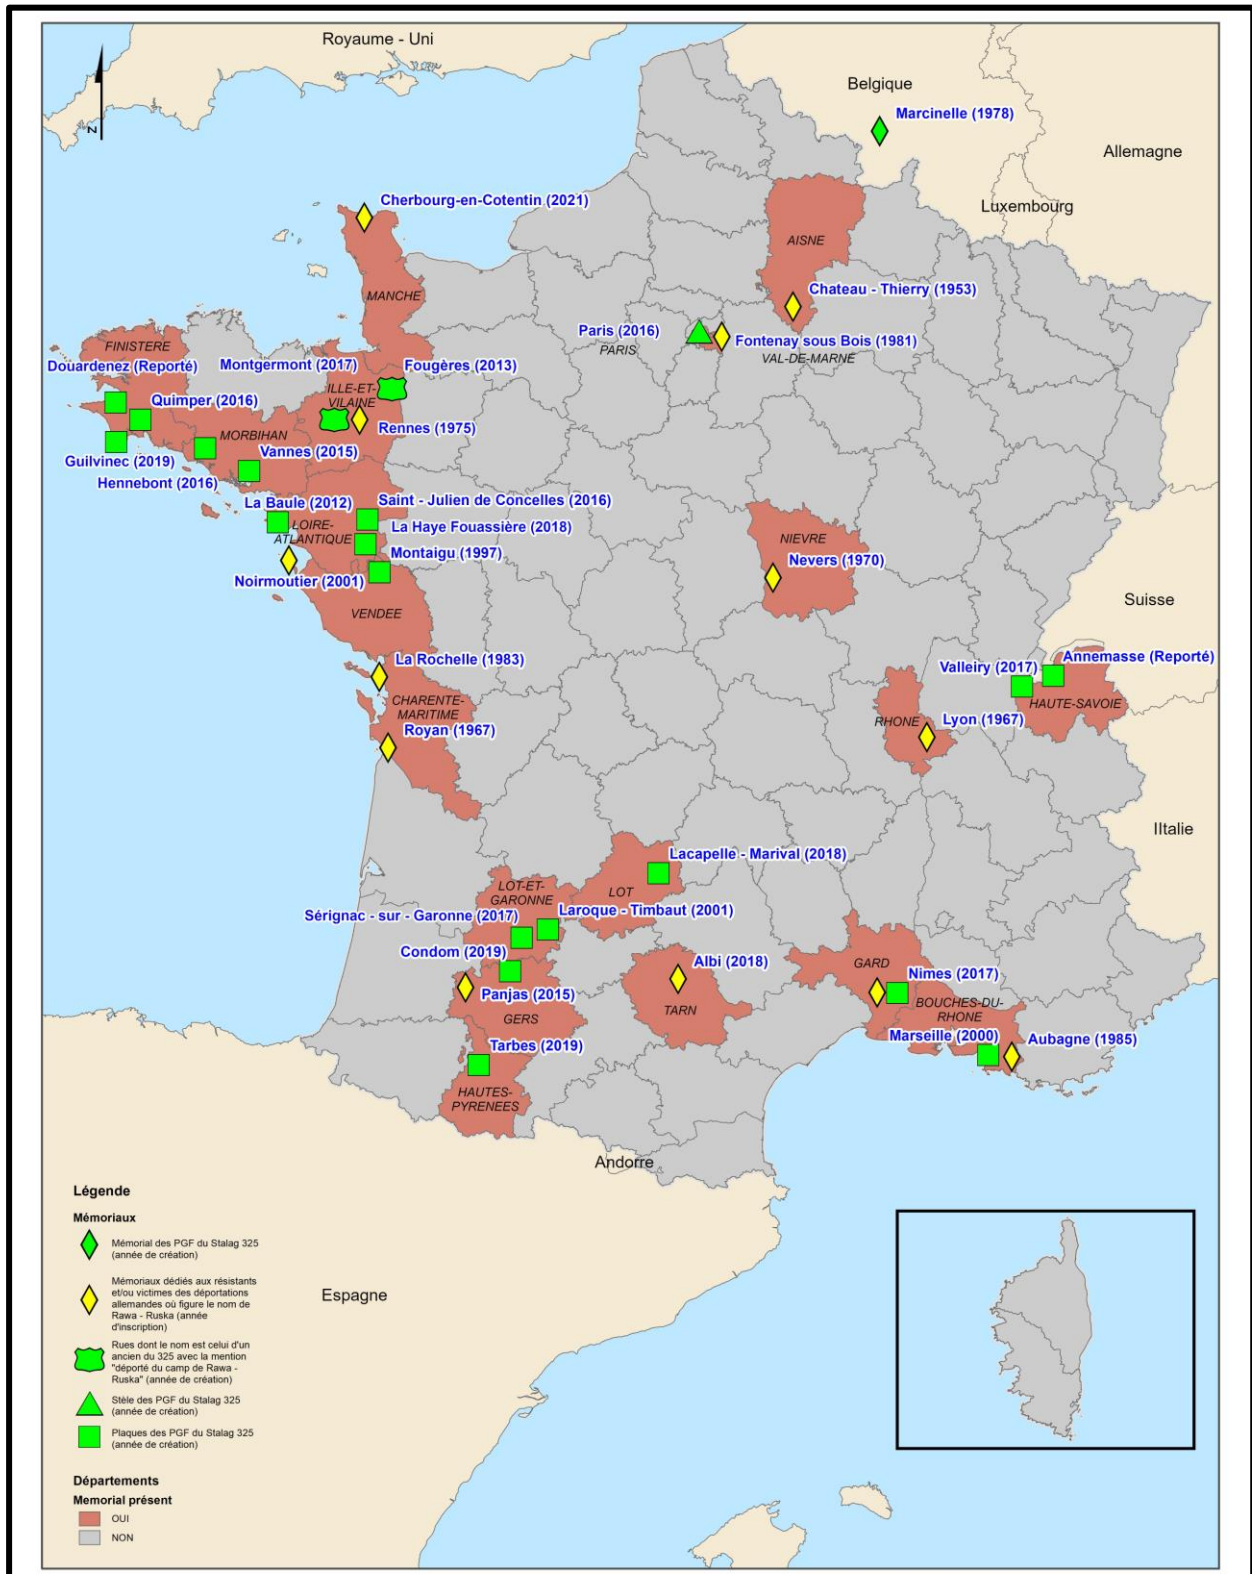 Royaume - Uni
Belgique
Marcinelle (1978)
Allemagne
Luxembourg
Cherbourg-en-Cotentin (2021)
AISNE
MANCHE
Chateau - Thierry (1953)
Paris (2016)
PARIS
Fontenay sous Bois (1981)
VAL-DE-MARNE
FINISTERE
Douardenez (Reporté)
Montgermont (2017)
Fougères (2013)
ILLE-ET-
VILAINE
Quimper (2016)
Rennes (1975)
MORBIHAN
Vannes (2015)
Guilvinec (2019)
Hennebont (2016)
La Baule (2012)
Saint - Julien de Concelles (2016)
LOIRE-
ATLANTIQUE
La Haye Fouassière (2018)
Montaigu (1997)
Noirmoutier (2001)
NIEVRE
Nevers (1970)
VENDEE
Suisse
La Rochelle (1983)
Valleiry (2017)
Annemasse (Reporté)
HAUTE-SAVOIE
CHARENTE-
MARITIME
Royan (1967)
RHONE
Lyon (1967)
IItalie
Lacapelle - Marival (2018)
LOT-ET-
GARONNE
LOT
Sérignac - sur - Garonne (2017)
Laroque - Timbaut (2001)
Condom (2019)
Albi (2018)
GARD
Nimes (2017)
Panjas (2015)
TARN
BOUCHES-DU-
RHONE
GERS
Marseille (2000)
Aubagne (1985)
Tarbes (2019)
HAUTES-
PYRENEES
Andorre
Espagne
N
Légende
Mémoriaux
Mémorial des PGF du Stalag 325
(année de création)
Mémoriaux dédiés aux résistants
et/ou victimes des déportations
allemandes où figure le nom de
Rawa - Ruska (année
d'inscription)
Rues dont le nom est celui d'un
ancien du 325 avec la mention
"déporté du camp de Rawa -
Ruska" (année de création)
Stèle des PGF du Stalag 325
(année de création)
Plaques des PGF du Stalag 325
(année de création)
Départements
Memorial présent
OUI
NON